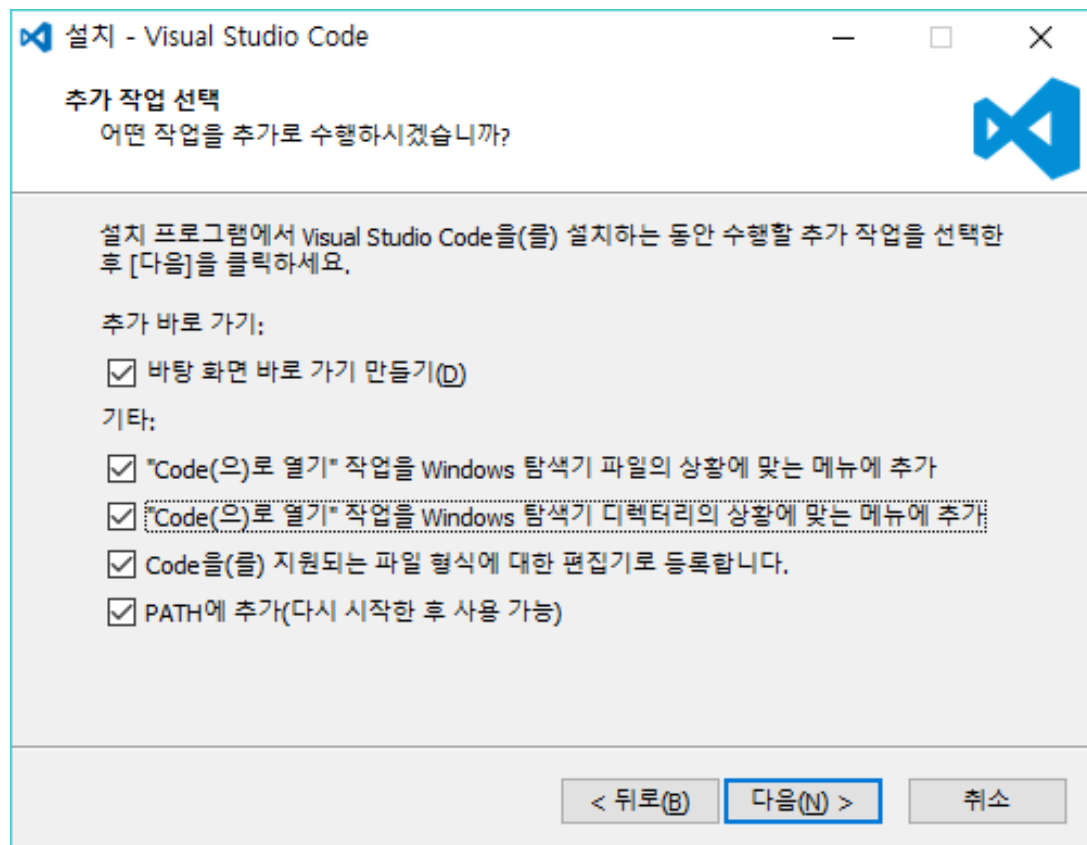 설치 - Visual Studio Code
추가 작업 선택
어떤 작업을 추가로 수행하시겠습니까?
설치 프로그램에서 Visual Studio Code을(를) 설치하는 동안 수행할 추가 작업을 선택한
후 [다음]을 클릭하세요.
추가 바로 가기:
바탕 화면 바로 가기 만들기(D)
기타:
"Code(으)로 열기" 작업을 Windows 탐색기 파일의 상황에 맞는 메뉴에 추가
"Code(으)로 열기" 작업을 Windows 탐색기 디렉터리의 상황에 맞는 메뉴에 추가
Code을(를) 지원되는 파일 형식에 대한 편집기로 등록합니다.
PATH에 추가(다시 시작한 후 사용 가능)
< 뒤로(B) 다음(N) > 취소